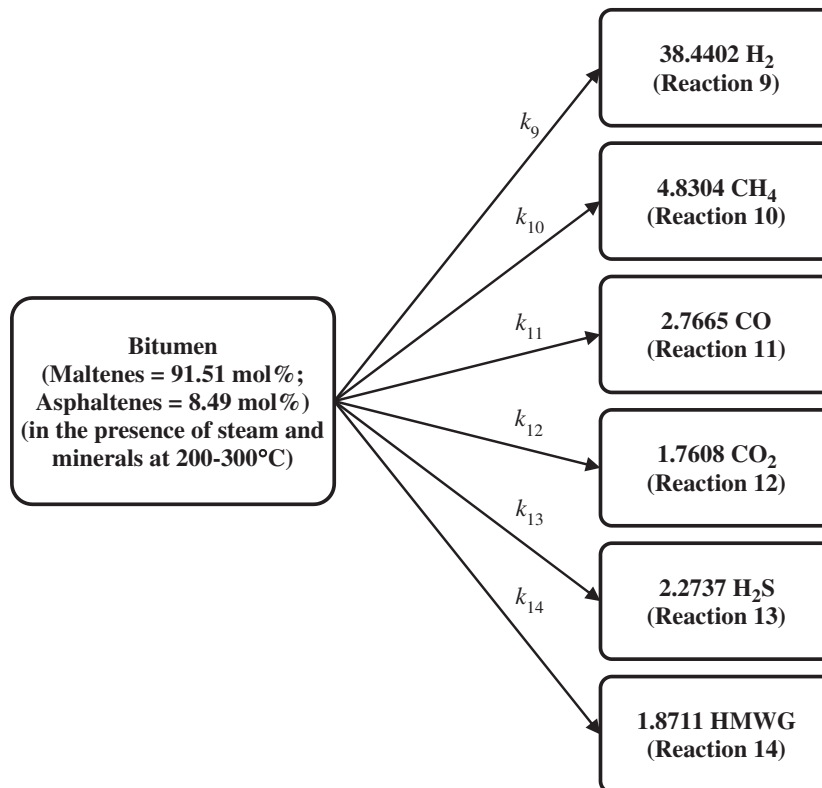 38.4402 H₂
(Reaction 9)
k₉
4.8304 CH₄
(Reaction 10)
k₁₀
2.7665 CO
(Reaction 11)
k₁₁
Bitumen
(Maltenes = 91.51 mol%;
Asphaltenes = 8.49 mol%)
(in the presence of steam and
minerals at 200-300°C)
k₁₂
1.7608 CO₂
(Reaction 12)
k₁₃
2.2737 H₂S
(Reaction 13)
k₁₄
1.8711 HMWG
(Reaction 14)